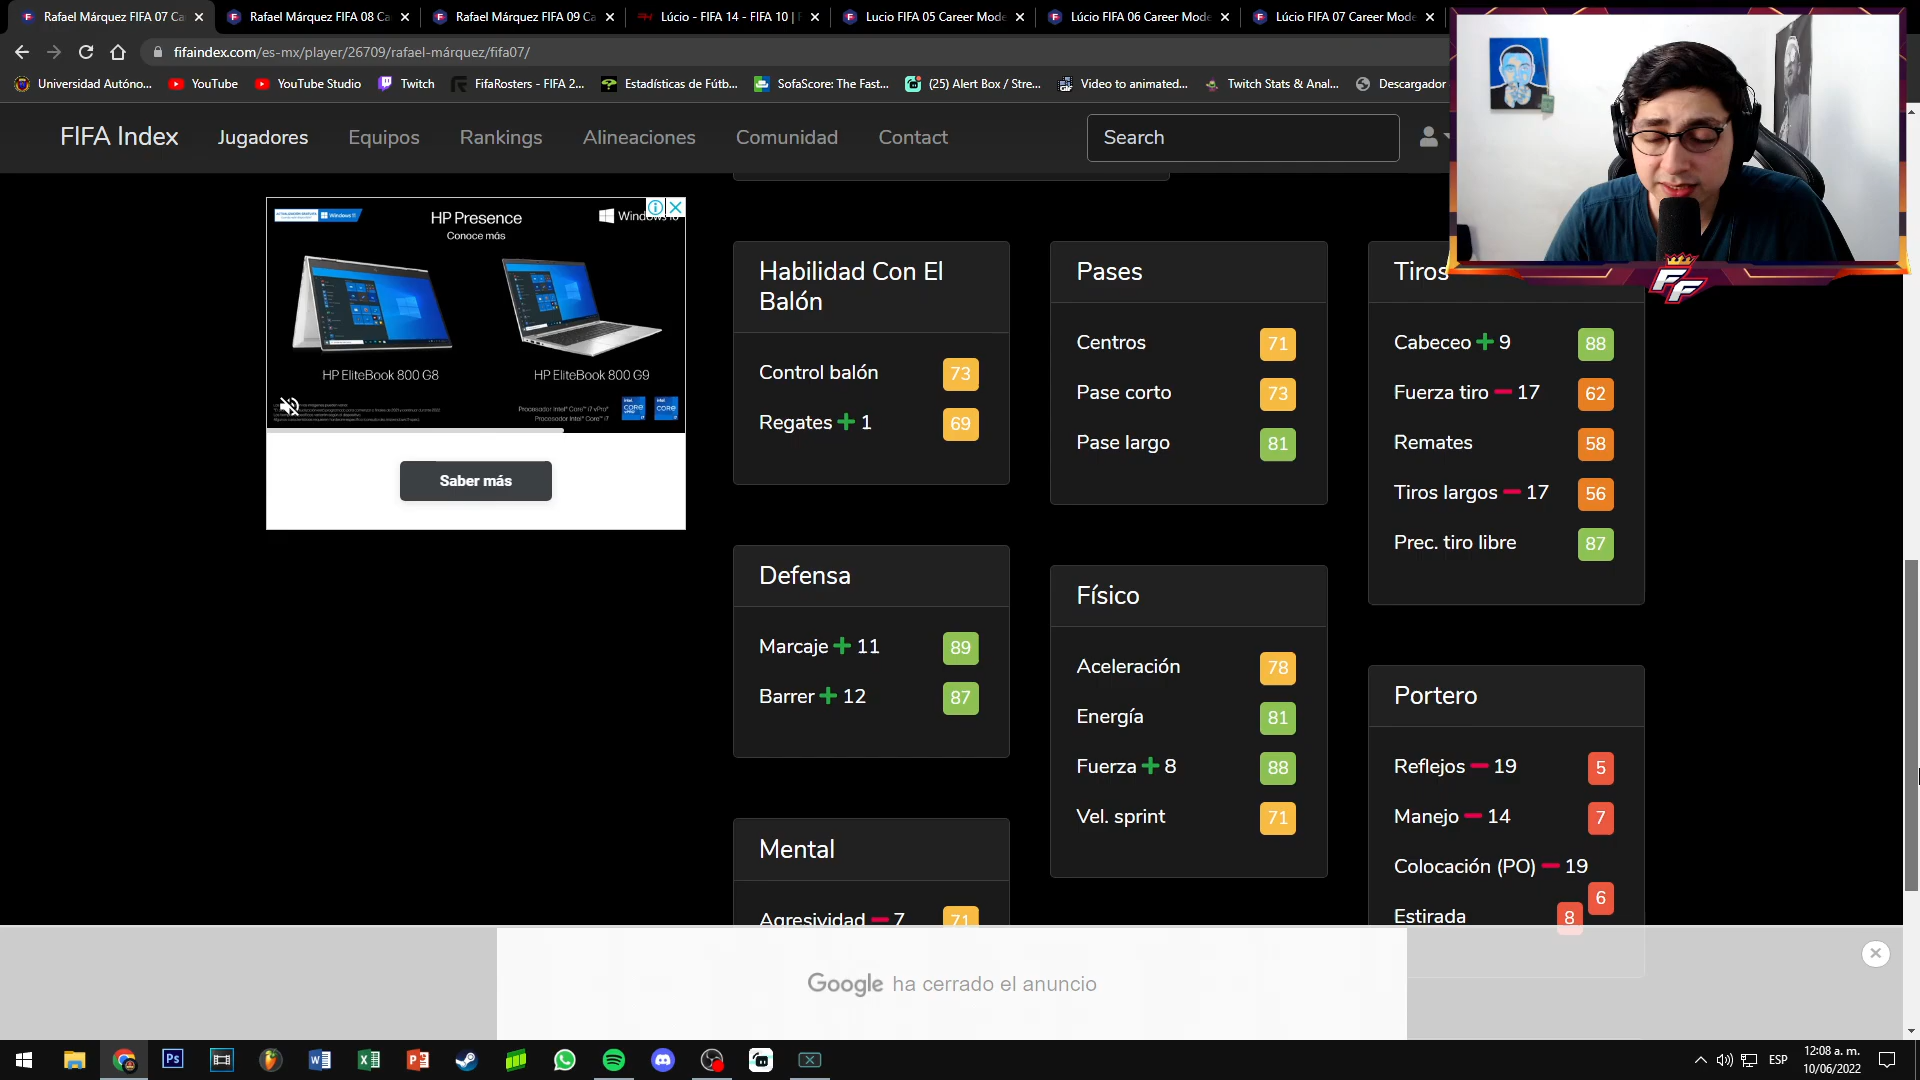 Rafael Márquez FIFA 07 Ca
Rafael Márquez FIFA 08 Ca
Rafael Márquez FIFA 09 Ca
Lúcio - FIFA 14 - FIFA 10 | F
Lucio FIFA 05 Career Mode
Lúcio FIFA 06 Career Mode
Lúcio FIFA 07 Career Mode
fifaindex.com/es-mx/player/26709/rafael-márquez/fifa07/
Universidad Autóno...
YouTube
YouTube Studio
Twitch
FifaRosters - FIFA 2...
Estadísticas de Fútb...
SofaScore: The Fast...
(25) Alert Box / Stre...
Video to animated...
Twitch Stats & Anal...
Descargador
FIFA Index
Jugadores
Equipos
Rankings
Alineaciones
Comunidad
Contact
Search
FF
HP Presence
Conoce más
HP EliteBook 800 G8
HP EliteBook 800 G9
Saber más
Habilidad Con El
Balón
Control balón 73
Regates + 1 69
Pases
Centros 71
Pase corto 73
Pase largo 81
Tiros
Cabeceo + 9 88
Fuerza tiro - 17 62
Remates 58
Tiros largos - 17 56
Prec. tiro libre 87
Defensa
Marcaje + 11 89
Barrer + 12 87
Físico
Aceleración 78
Energía 81
Fuerza + 8 88
Vel. sprint 71
Portero
Reflejos - 19 5
Manejo - 14 7
Colocación (PO) - 19
6
Estirada 8
Mental
Agresividad - 7 71
Google ha cerrado el anuncio
ESP
12:08 a. m.
10/06/2022